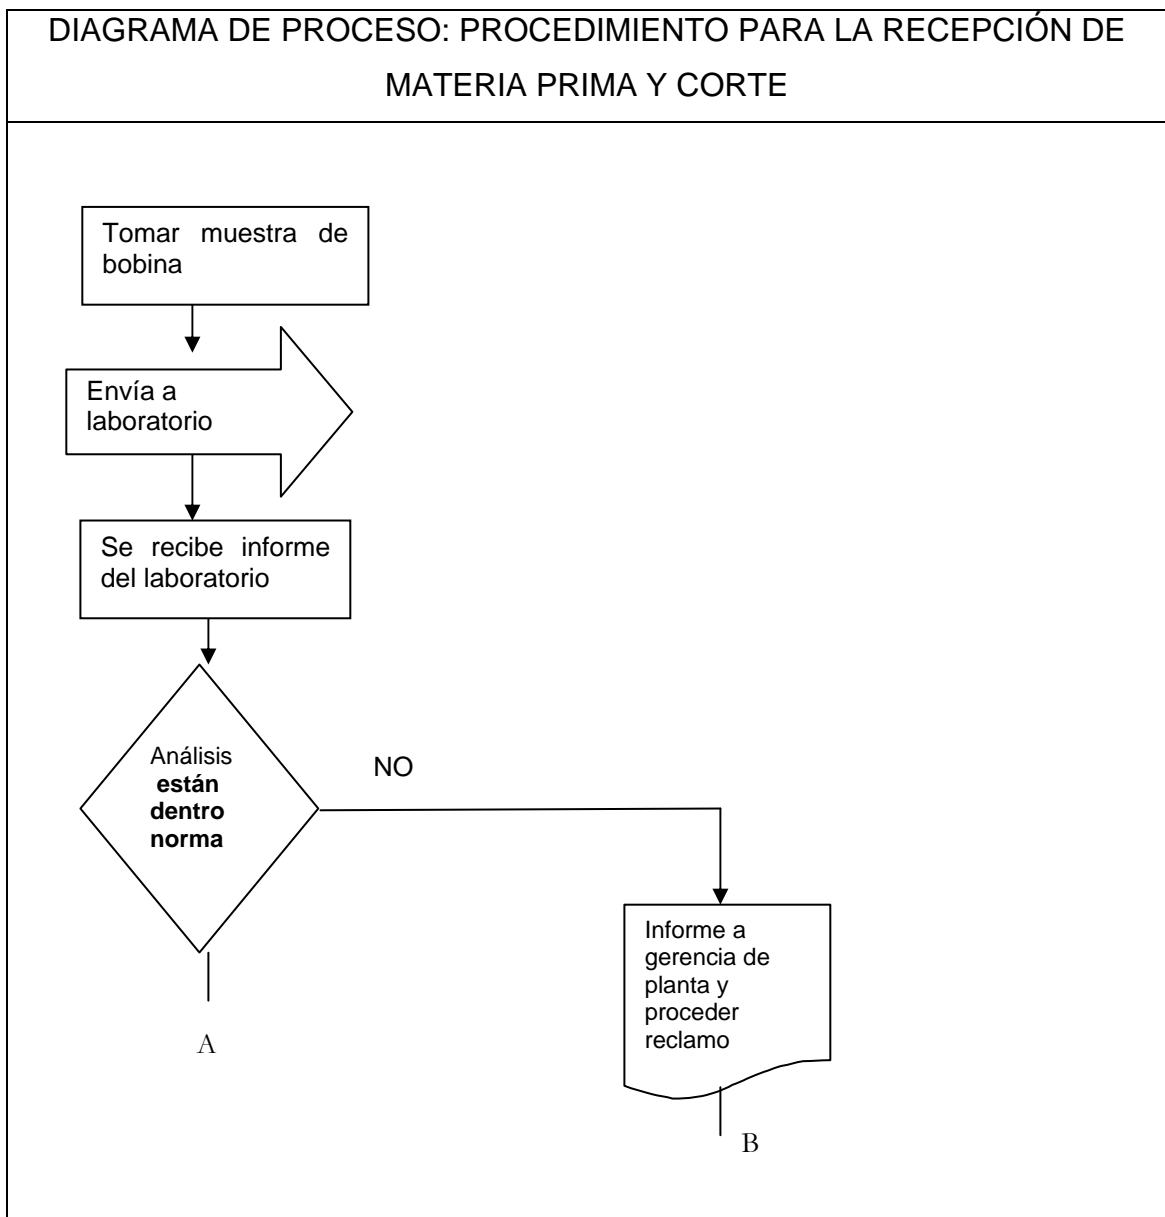 DIAGRAMA DE PROCESO: PROCEDIMIENTO PARA LA RECEPCIÓN DE
MATERIA PRIMA Y CORTE
Tomar muestra de
bobina
Envía a
laboratorio
Se recibe informe
del laboratorio
Análisis
están
dentro
norma
NO
Informe a
gerencia de
planta y
proceder
reclamo
A
B